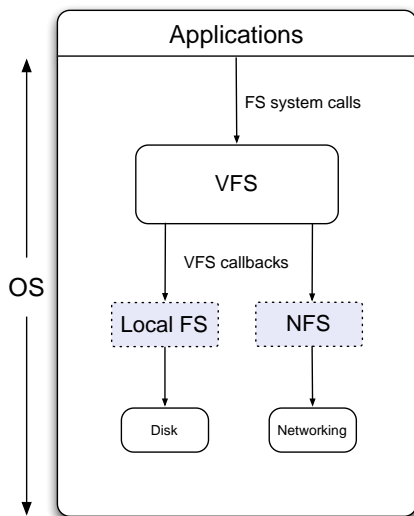 Applications
FS system calls
VFS
VFS callbacks
OS
Local FS
NFS
Disk
Networking